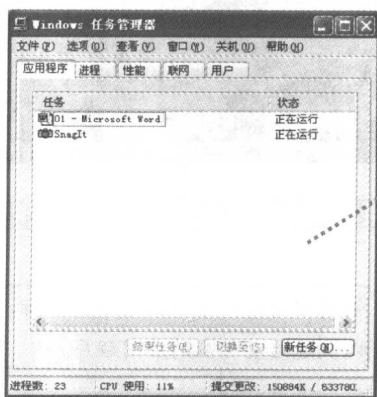 Windows 任务管理器
文件(F) 选项(O) 查看(V) 窗口(W) 关机(U) 帮助(H)
应用程序 进程 性能 联网 用户
任务 状态
01 - Microsoft Word 正在运行
SnagIt 正在运行
结束任务(E) 切换至(S) 新任务(N)...
进程数: 23 CPU 使用: 11% 提交更改: 150884K / 633780.